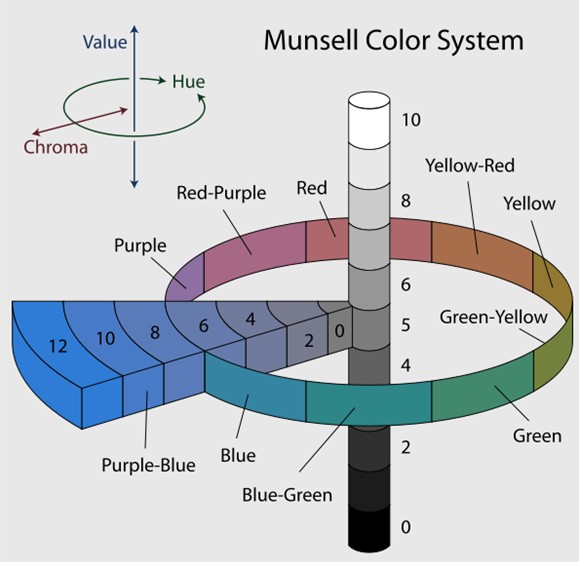 Munsell Color System
Value
Hue
Chroma
10
8
6
5
4
2
0
Yellow-Red
Red
Red-Purple
Yellow
Purple
Green-Yellow
12
10
8
6
4
2
0
Purple-Blue
Blue
Blue-Green
Green